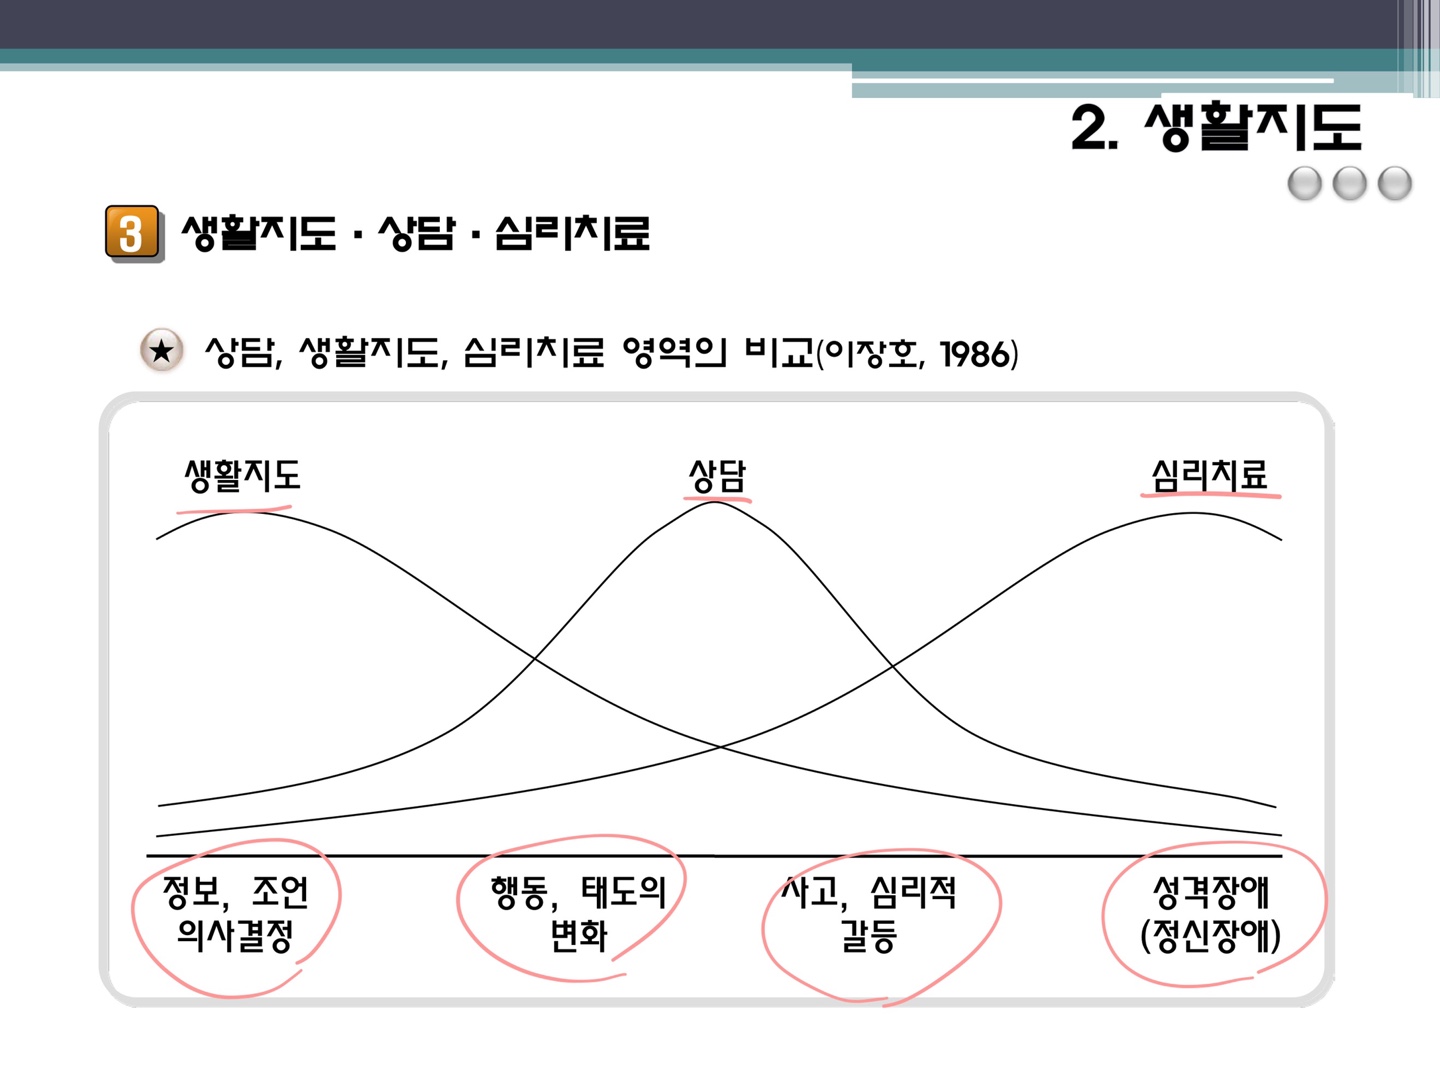 2. 생활지도
3 생활지도 · 상담 · 심리치료
★ 상담, 생활지도, 심리치료 영역인 비교(이장호, 1986)
생활지도 상담 심리치료
정보, 조언 행동, 태도의 사고, 심리적 성격장애
의사결정 변화 갈등 (정신장애)